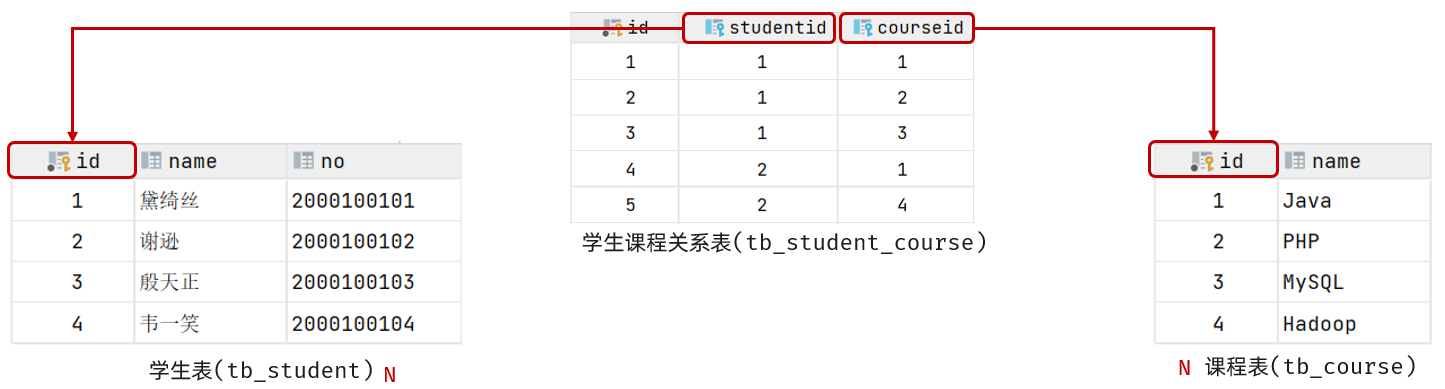 id studentid courseid
1 1 1
2 1 2
3 1 3
4 2 1
5 2 4
学生课程关系表(tb_student_course)
id name no
1 黛绮丝 2000100101
2 谢逊 2000100102
3 殷天正 2000100103
4 韦一笑 2000100104
学生表(tb_student) N
id name
1 Java
2 PHP
3 MySQL
4 Hadoop
N 课程表(tb_course)